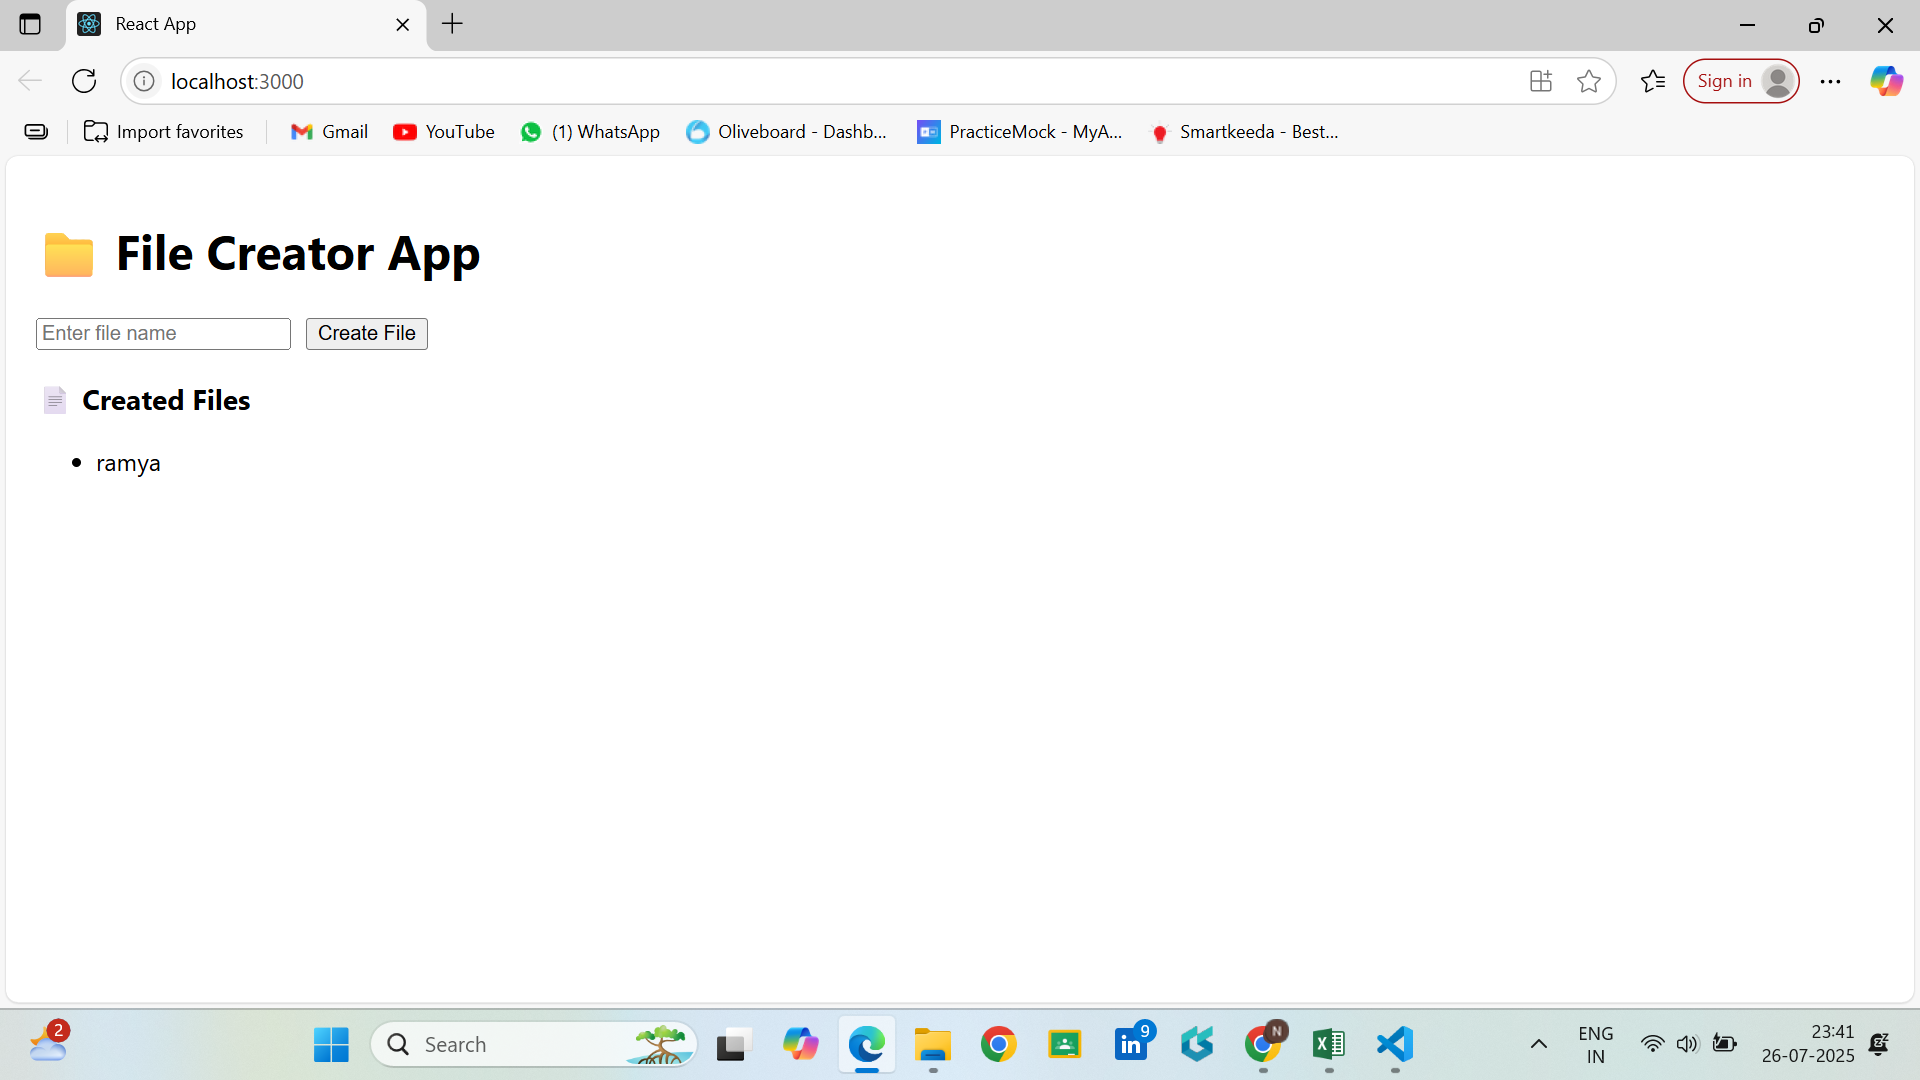 React App
localhost:3000
Sign in
Import favorites
Gmail
YouTube
(1) WhatsApp
Oliveboard - Dashb...
PracticeMock - MyA...
Smartkeeda - Best...
File Creator App
Enter file name
Create File
Created Files
ramya
2
Search
9
N
ENG
IN
23:41
26-07-2025